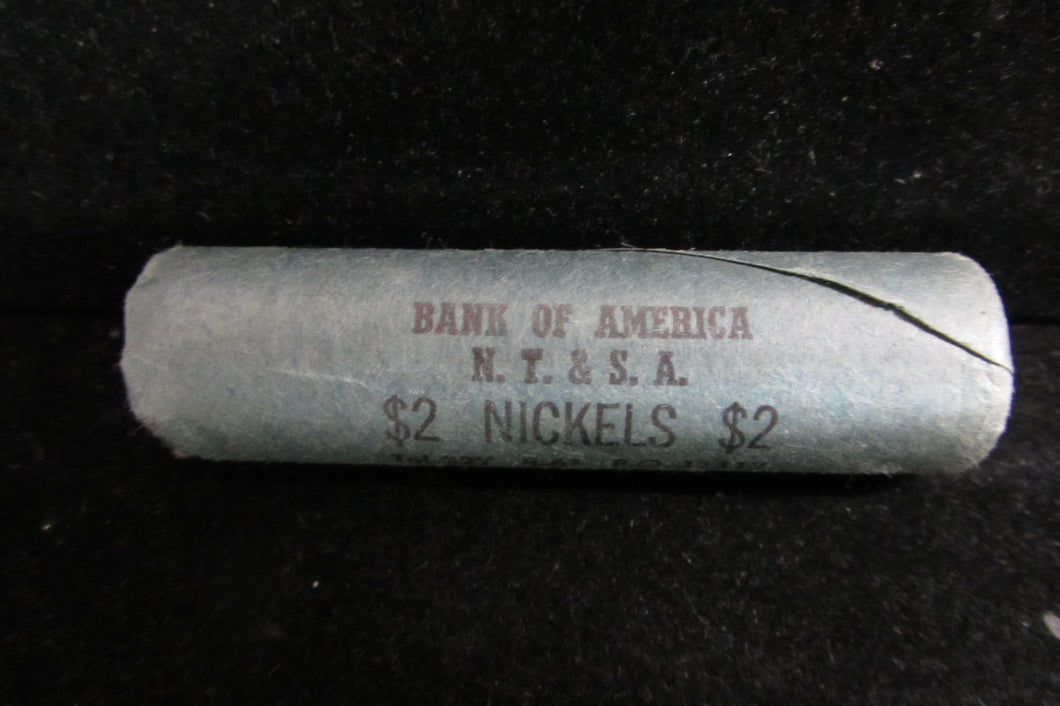 BANK OF AMERICA
N. T. & S. A.
$2 NICKELS $2